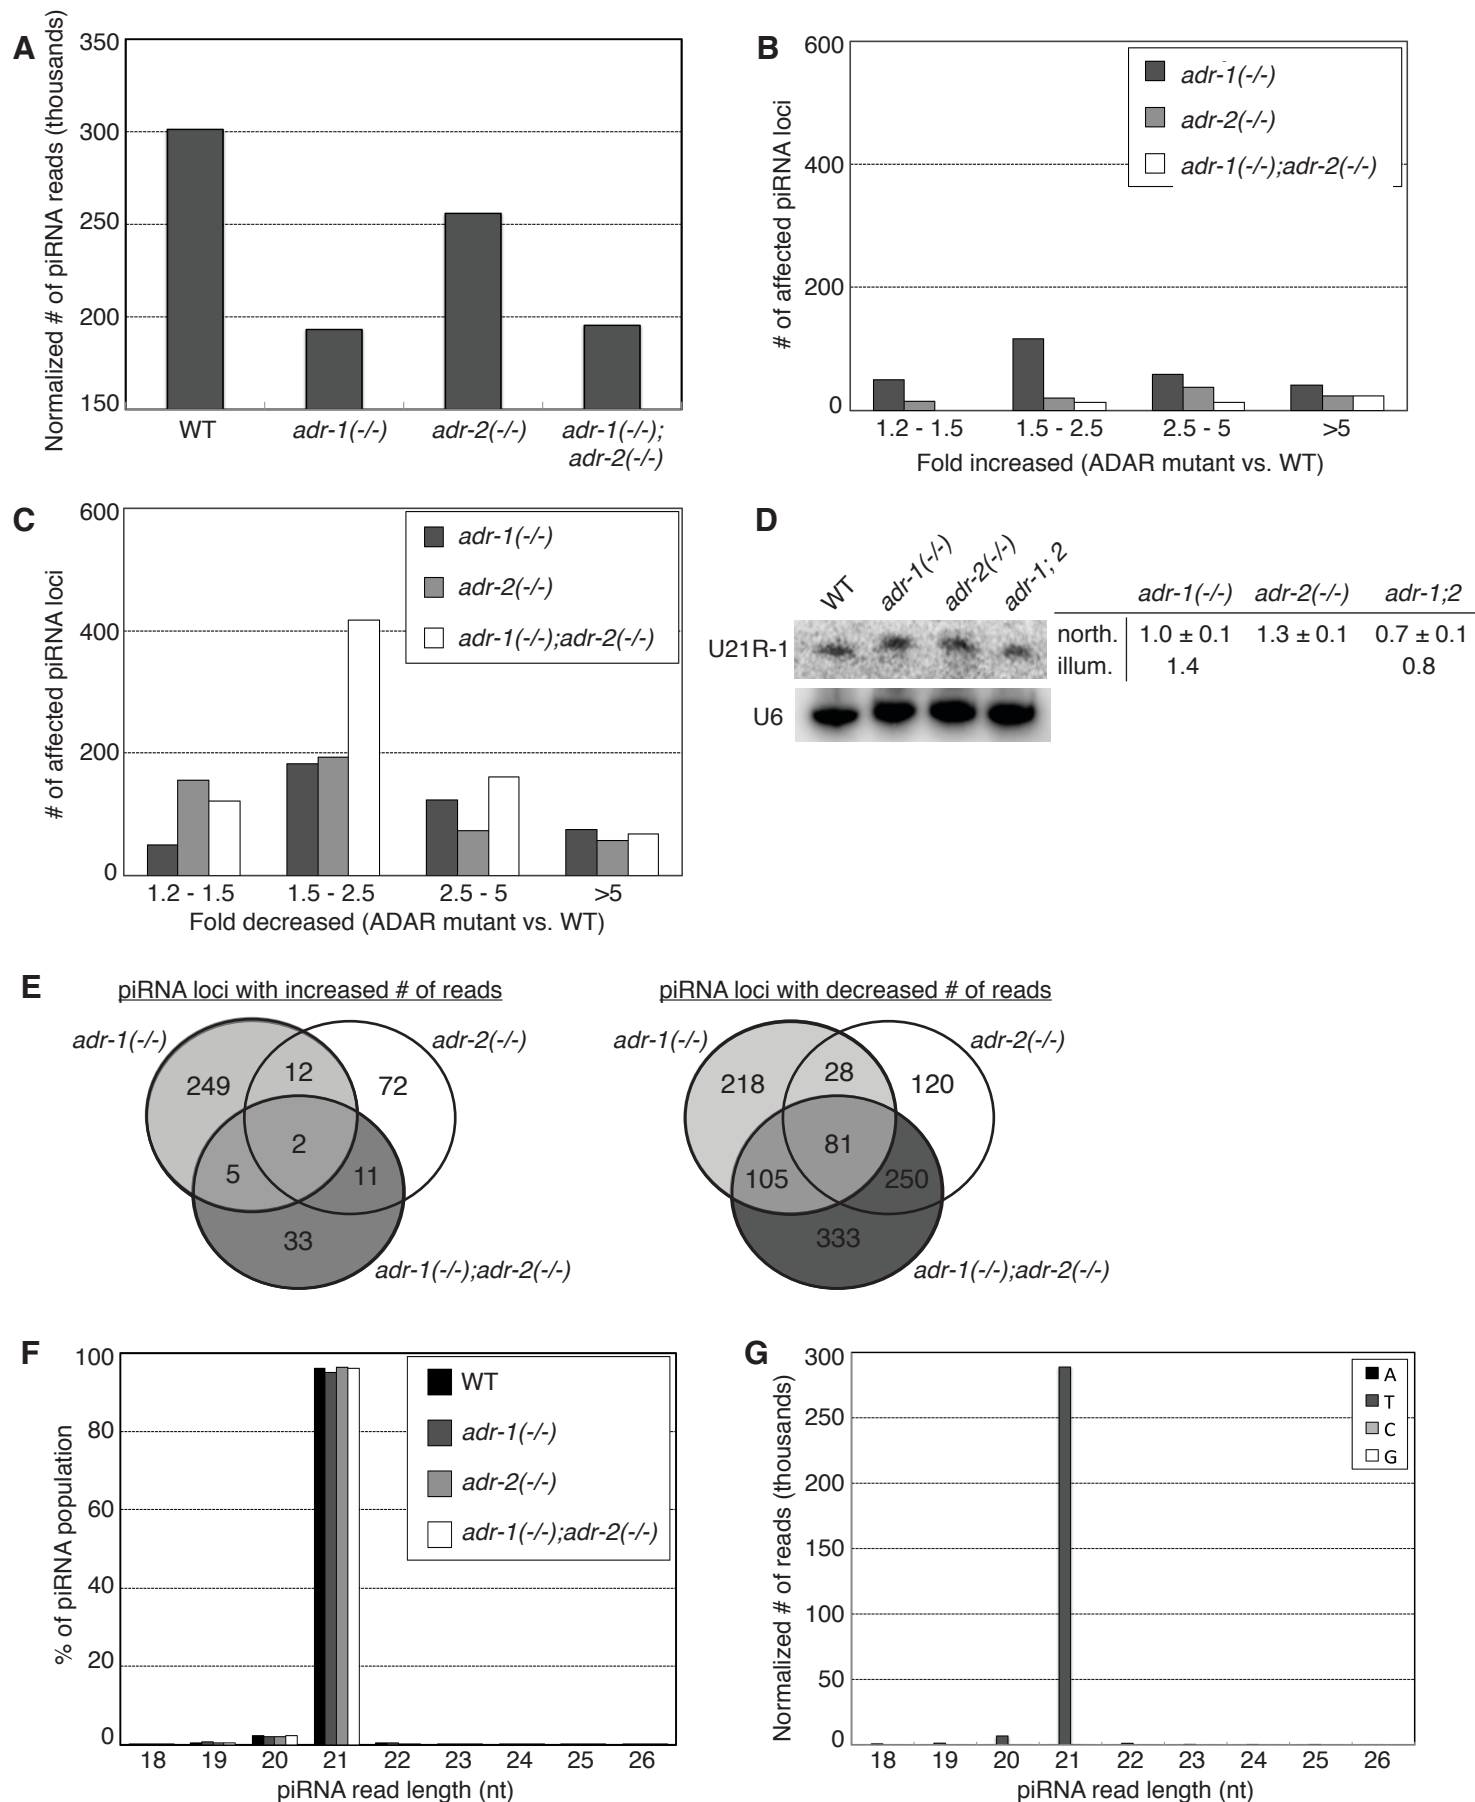 A
Normalized # of piRNA reads (thousands)
350
300
250
200
150
WT
adr-1(-/-)
adr-2(-/-)
adr-1(-/-);
adr-2(-/-)
B
# of affected piRNA loci
600
400
200
0
adr-1(-/-)
adr-2(-/-)
adr-1(-/-);adr-2(-/-)
1.2 - 1.5
1.5 - 2.5
2.5 - 5
>5
Fold increased (ADAR mutant vs. WT)
C
# of affected piRNA loci
600
400
200
0
adr-1(-/-)
adr-2(-/-)
adr-1(-/-);adr-2(-/-)
1.2 - 1.5
1.5 - 2.5
2.5 - 5
>5
Fold decreased (ADAR mutant vs. WT)
D
WT
adr-1(-/-)
adr-2(-/-)
adr-1; 2
U21R-1
U6
adr-1(-/-) adr-2(-/-) adr-1;2
north. 1.0 ± 0.1 1.3 ± 0.1 0.7 ± 0.1
illum. 1.4 0.8
E
piRNA loci with increased # of reads
adr-1(-/-)
adr-2(-/-)
249
12
72
2
5
11
33
adr-1(-/-);adr-2(-/-)
piRNA loci with decreased # of reads
adr-1(-/-)
adr-2(-/-)
218
28
120
81
105
250
333
adr-1(-/-);adr-2(-/-)
F
% of piRNA population
100
80
60
40
20
0
WT
adr-1(-/-)
adr-2(-/-)
adr-1(-/-);adr-2(-/-)
18 19 20 21 22 23 24 25 26
piRNA read length (nt)
G
Normalized # of reads (thousands)
300
250
200
150
100
50
0
A
T
C
G
18 19 20 21 22 23 24 25 26
piRNA read length (nt)